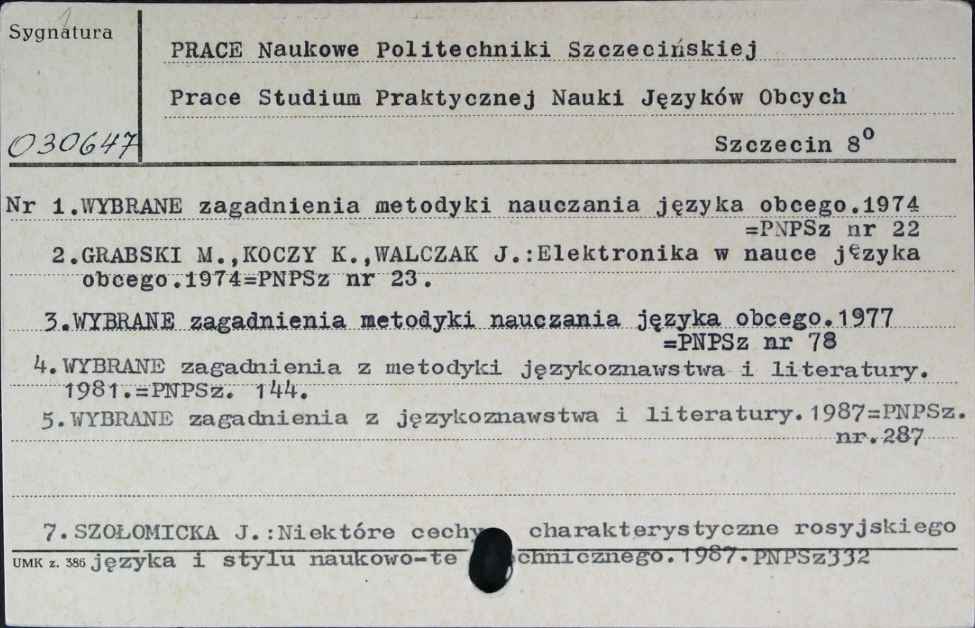 Sygnatura
PRACE Naukowe Politechniki Szczecińskiej
Prace Studium Praktycznej Nauki Języków Obcych
030647
Szczecin 8º
Nr 1.WYBRANE zagadnienia metodyki nauczania języka obcego.1974
=PNPSz nr 22
2.GRABSKI M.,KOCZY K.,WALCZAK J.:Elektronika w nauce języka
obcego.1974=PNPSz nr 23.
3.WYBRANE zagadnienia metodyki nauczania języka obcego.1977
=PNPSz nr 78
4.WYBRANE zagadnienia z metodyki językoznawstwa i literatury.
1981.=PNPSz. 144.
5.WYBRANE zagadnienia z językoznawstwa i literatury.1987=PNPSz.
nr.287
7.SZOŁOMICKA J.:Niektóre cechy charakterystyczne rosyjskiego
UMK z. 386 języka i stylu naukowo-te chnicznego.1987.PNPSz332